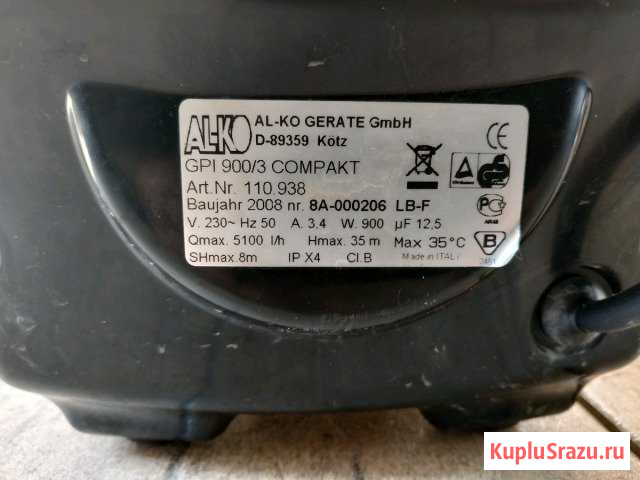 AL-KO
AL-KO GERATE GmbH
D-89359 Kötz
GPI 900/3 COMPAKT
Art.Nr. 110.938
Baujahr 2008 nr. 8A-000206 LB-F
V. 230~ Hz 50 A. 3,4 W. 900 µF 12,5
Qmax. 5100 l/h Hmax. 35 m Max 35°C
SHmax.8m IP X4 Cl.B
Made in ITALY
CE
B
KupluSrazu.ru